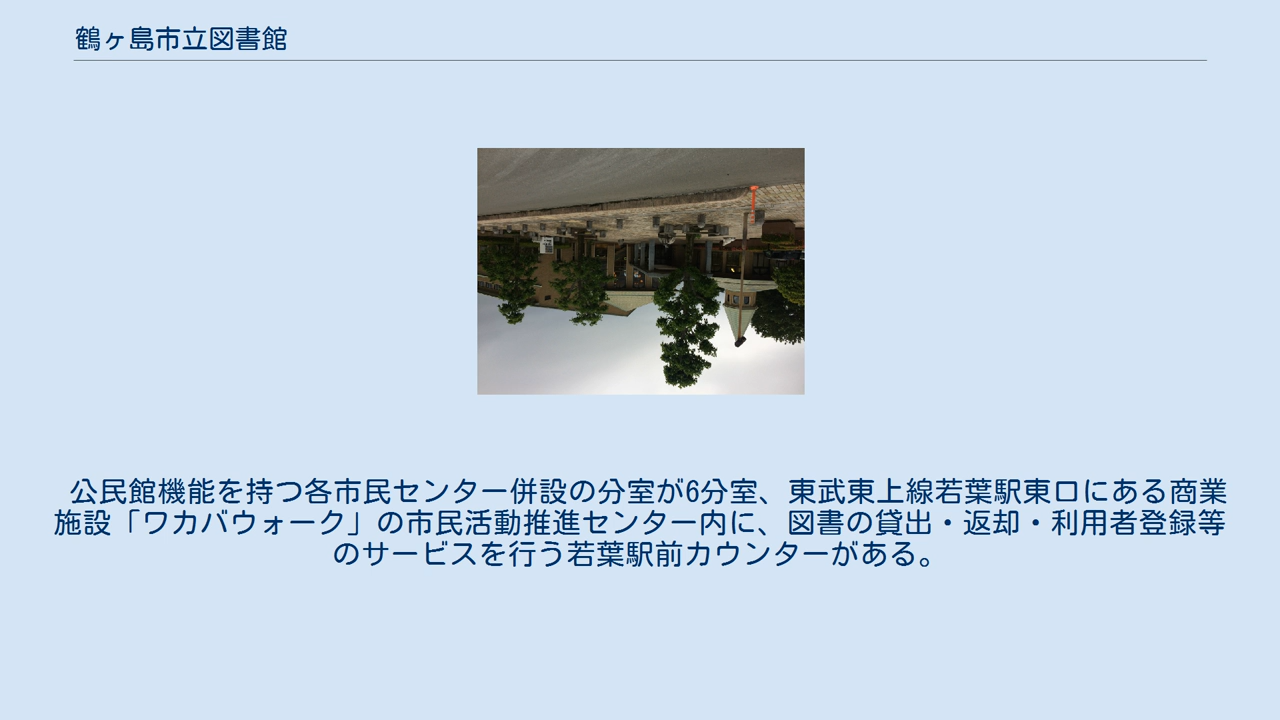 鶴ヶ島市立図書館
公民館機能を持つ各市民センター併設の分室が6分室、東武東上線若葉駅東口にある商業
施設「ワカバウォーク」の市民活動推進センター内に、図書の貸出・返却・利用者登録等
のサービスを行う若葉駅前カウンターがある。